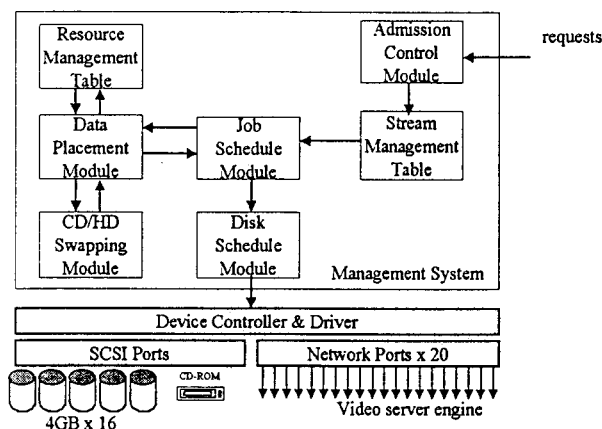 Resource
Management
Table
Admission
Control
Module
requests
Data
Placement
Module
Job
Schedule
Module
Stream
Management
Table
CD/HD
Swapping
Module
Disk
Schedule
Module
Management System
Device Controller & Driver
SCSI Ports
Network Ports x 20
CD-ROM
4GB x 16
Video server engine